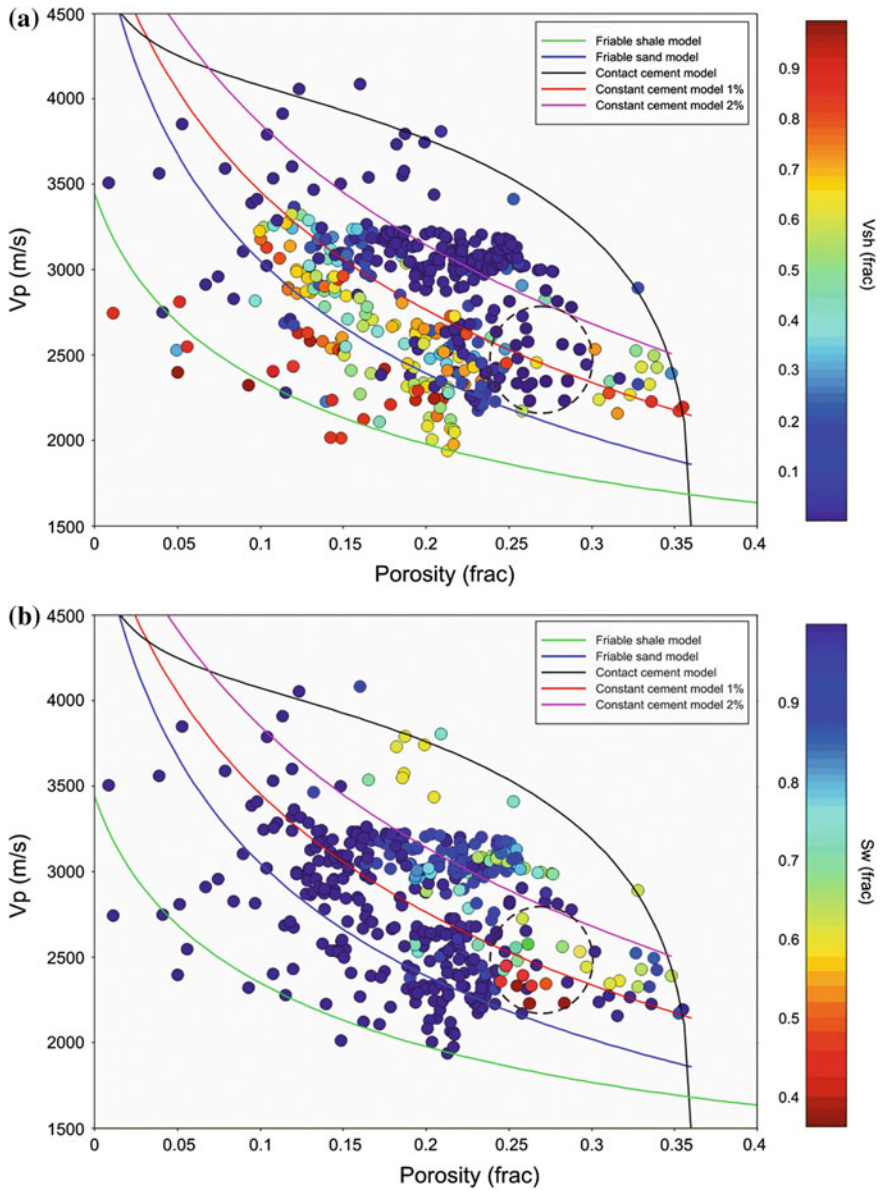 (a)
4500
4000
3500
3000
2500
2000
1500
Vp (m/s)
Friable shale model
Friable sand model
Contact cement model
Constant cement model 1%
Constant cement model 2%
0 0.05 0.1 0.15 0.2 0.25 0.3 0.35 0.4
Porosity (frac)
0.9
0.8
0.7
0.6
0.5
0.4
0.3
0.2
0.1
Vsh (frac)
(b)
4500
4000
3500
3000
2500
2000
1500
Vp (m/s)
Friable shale model
Friable sand model
Contact cement model
Constant cement model 1%
Constant cement model 2%
0 0.05 0.1 0.15 0.2 0.25 0.3 0.35 0.4
Porosity (frac)
0.9
0.8
0.7
0.6
0.5
0.4
Sw (frac)